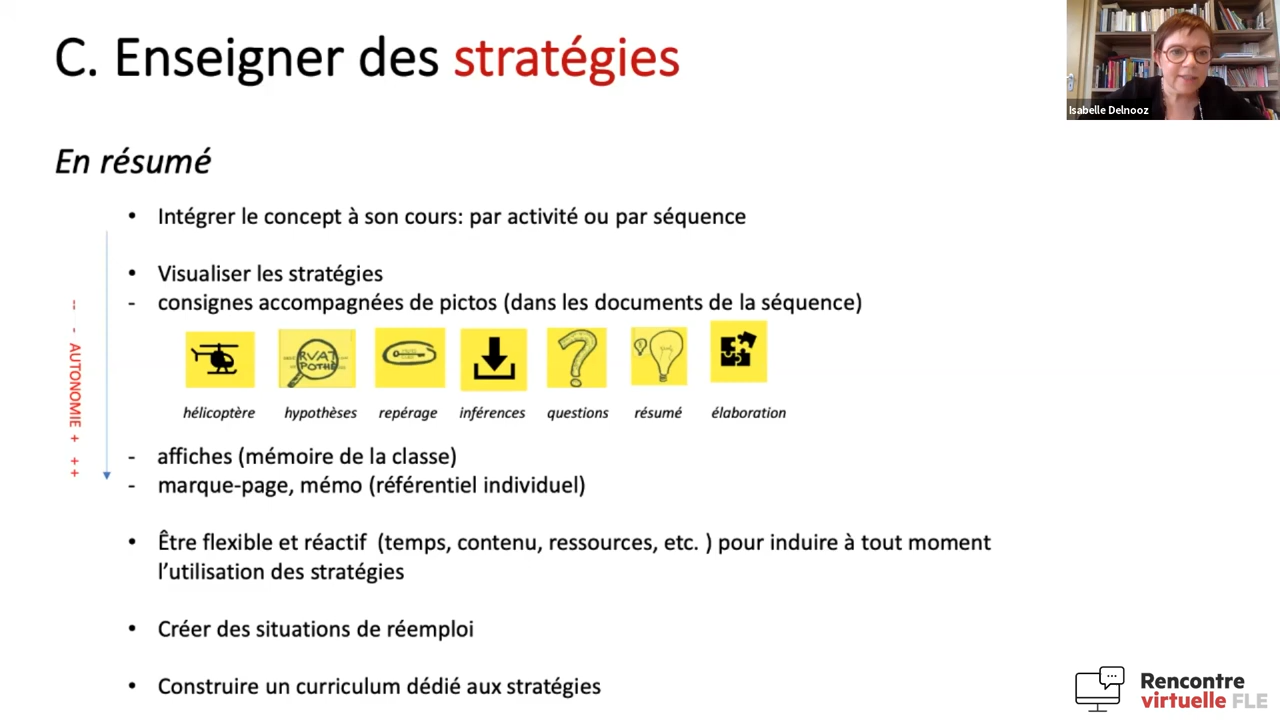 C. Enseigner des stratégies
Isabelle Delnooz
En résumé
• Intégrer le concept à son cours: par activité ou par séquence
• Visualiser les stratégies
- consignes accompagnées de pictos (dans les documents de la séquence)
-- - AUTONOMIE + ++
RVAT
POTHÈ
?
hélicoptère hypothèses repérage inférences questions résumé élaboration
- affiches (mémoire de la classe)
- marque-page, mémo (référentiel individuel)
• Être flexible et réactif (temps, contenu, ressources, etc. ) pour induire à tout moment
l’utilisation des stratégies
• Créer des situations de réemploi
• Construire un curriculum dédié aux stratégies
Rencontre
virtuelle FLE